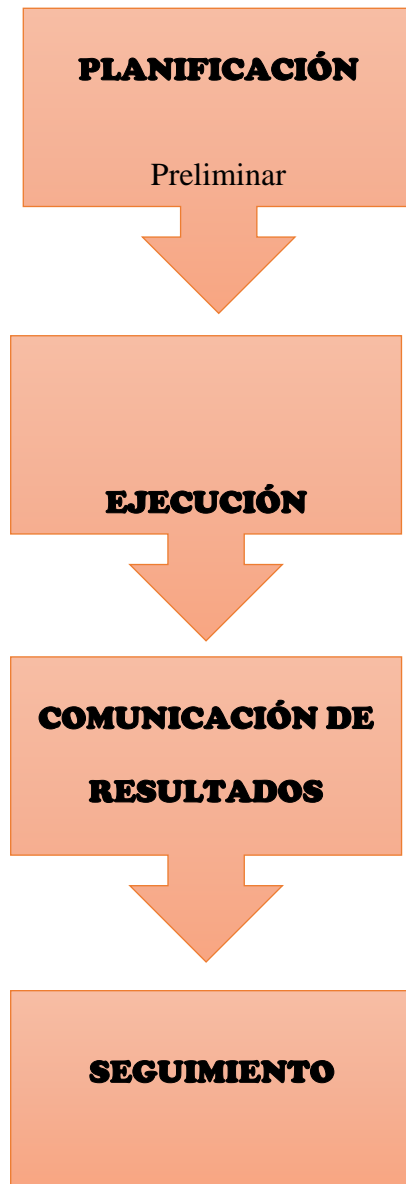 PLANIFICACIÓN
Preliminar
EJECUCIÓN
COMUNICACIÓN DE
RESULTADOS
SEGUIMIENTO